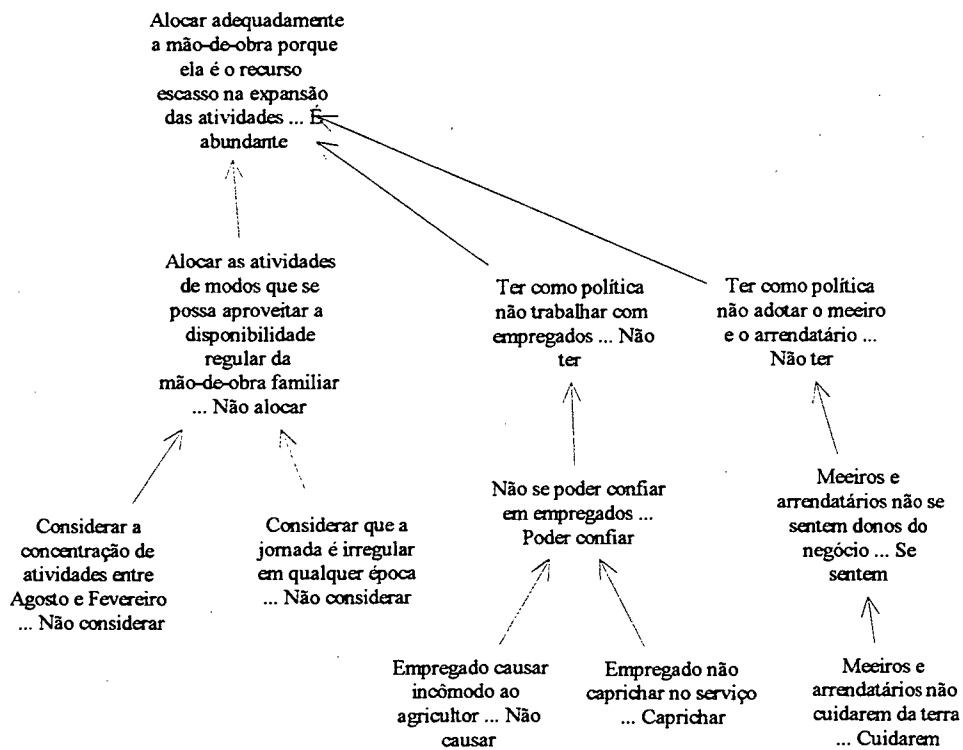 Alocar adequadamente
a mão-de-obra porque
ela é o recurso
escasso na expansão
das atividades ... É
abundante
Alocar as atividades
de modos que se
possa aproveitar a
disponibilidade
regular da
mão-de-obra familiar
... Não alocar
Ter como política
não trabalhar com
empregados ... Não
ter
Ter como política
não adotar o meeiro
e o arrendatário ...
Não ter
Considerar a
concentração de
atividades entre
Agosto e Fevereiro
... Não considerar
Considerar que a
jornada é irregular
em qualquer época
... Não considerar
Não se poder confiar
em empregados ...
Poder confiar
Meeiros e
arrendatários não se
sentem donos do
negócio ... Se
sentem
Empregado causar
incômodo ao
agricultor ... Não
causar
Empregado não
caprichar no serviço
... Caprichar
Meeiros e
arrendatários não
cuidarem da terra
... Cuidarem